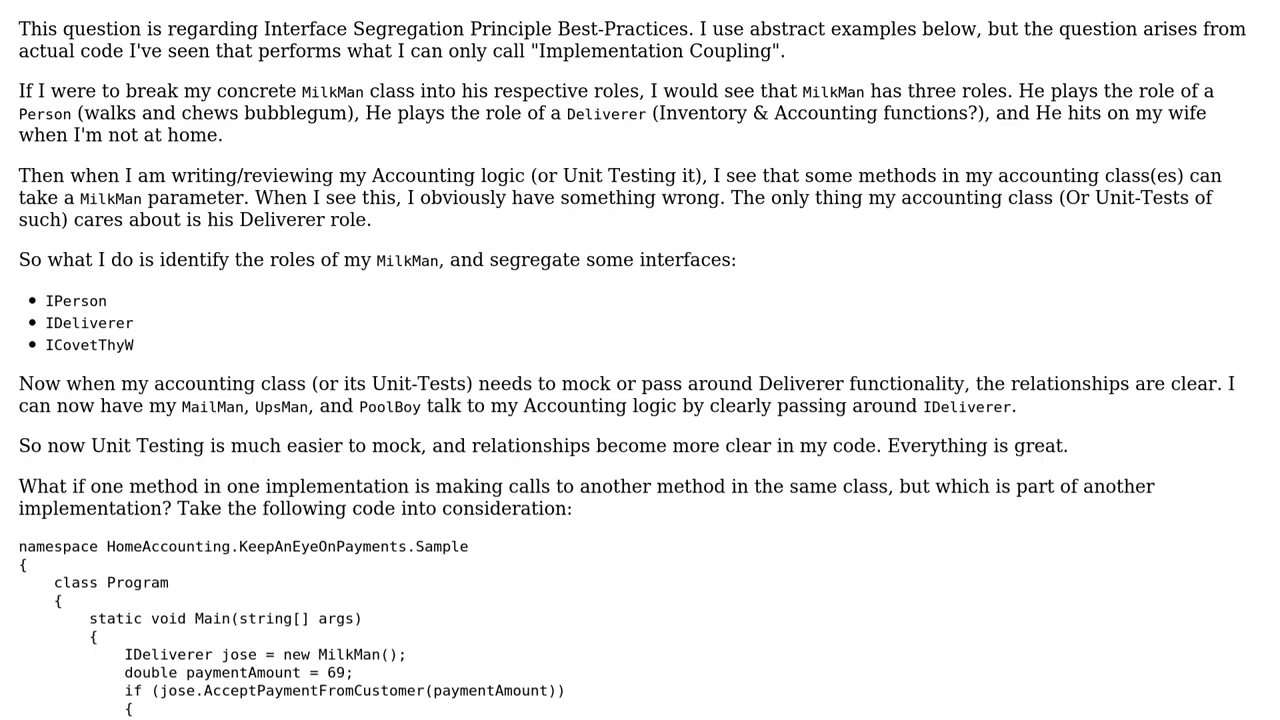 This question is regarding Interface Segregation Principle Best-Practices. I use abstract examples below, but the question arises from
actual code I've seen that performs what I can only call "Implementation Coupling".
If I were to break my concrete MilkMan class into his respective roles, I would see that MilkMan has three roles. He plays the role of a
Person (walks and chews bubblegum), He plays the role of a Deliverer (Inventory & Accounting functions?), and He hits on my wife
when I'm not at home.
Then when I am writing/reviewing my Accounting logic (or Unit Testing it), I see that some methods in my accounting class(es) can
take a MilkMan parameter. When I see this, I obviously have something wrong. The only thing my accounting class (Or Unit-Tests of
such) cares about is his Deliverer role.
So what I do is identify the roles of my MilkMan, and segregate some interfaces:
• IPerson
• IDeliverer
• ICovetThyW
Now when my accounting class (or its Unit-Tests) needs to mock or pass around Deliverer functionality, the relationships are clear. I
can now have my MailMan, UpsMan, and PoolBoy talk to my Accounting logic by clearly passing around IDeliverer.
So now Unit Testing is much easier to mock, and relationships become more clear in my code. Everything is great.
What if one method in one implementation is making calls to another method in the same class, but which is part of another
implementation? Take the following code into consideration:
namespace HomeAccounting.KeepAnEyeOnPayments.Sample
{
    class Program
    {
        static void Main(string[] args)
        {
            IDeliverer jose = new MilkMan();
            double paymentAmount = 69;
            if (jose.AcceptPaymentFromCustomer(paymentAmount))
            {